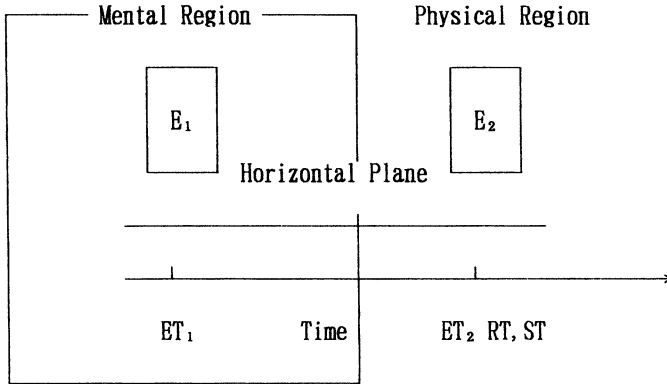 Mental Region Physical Region
E₁ E₂
Horizontal Plane
ET₁ Time ET₂ RT, ST